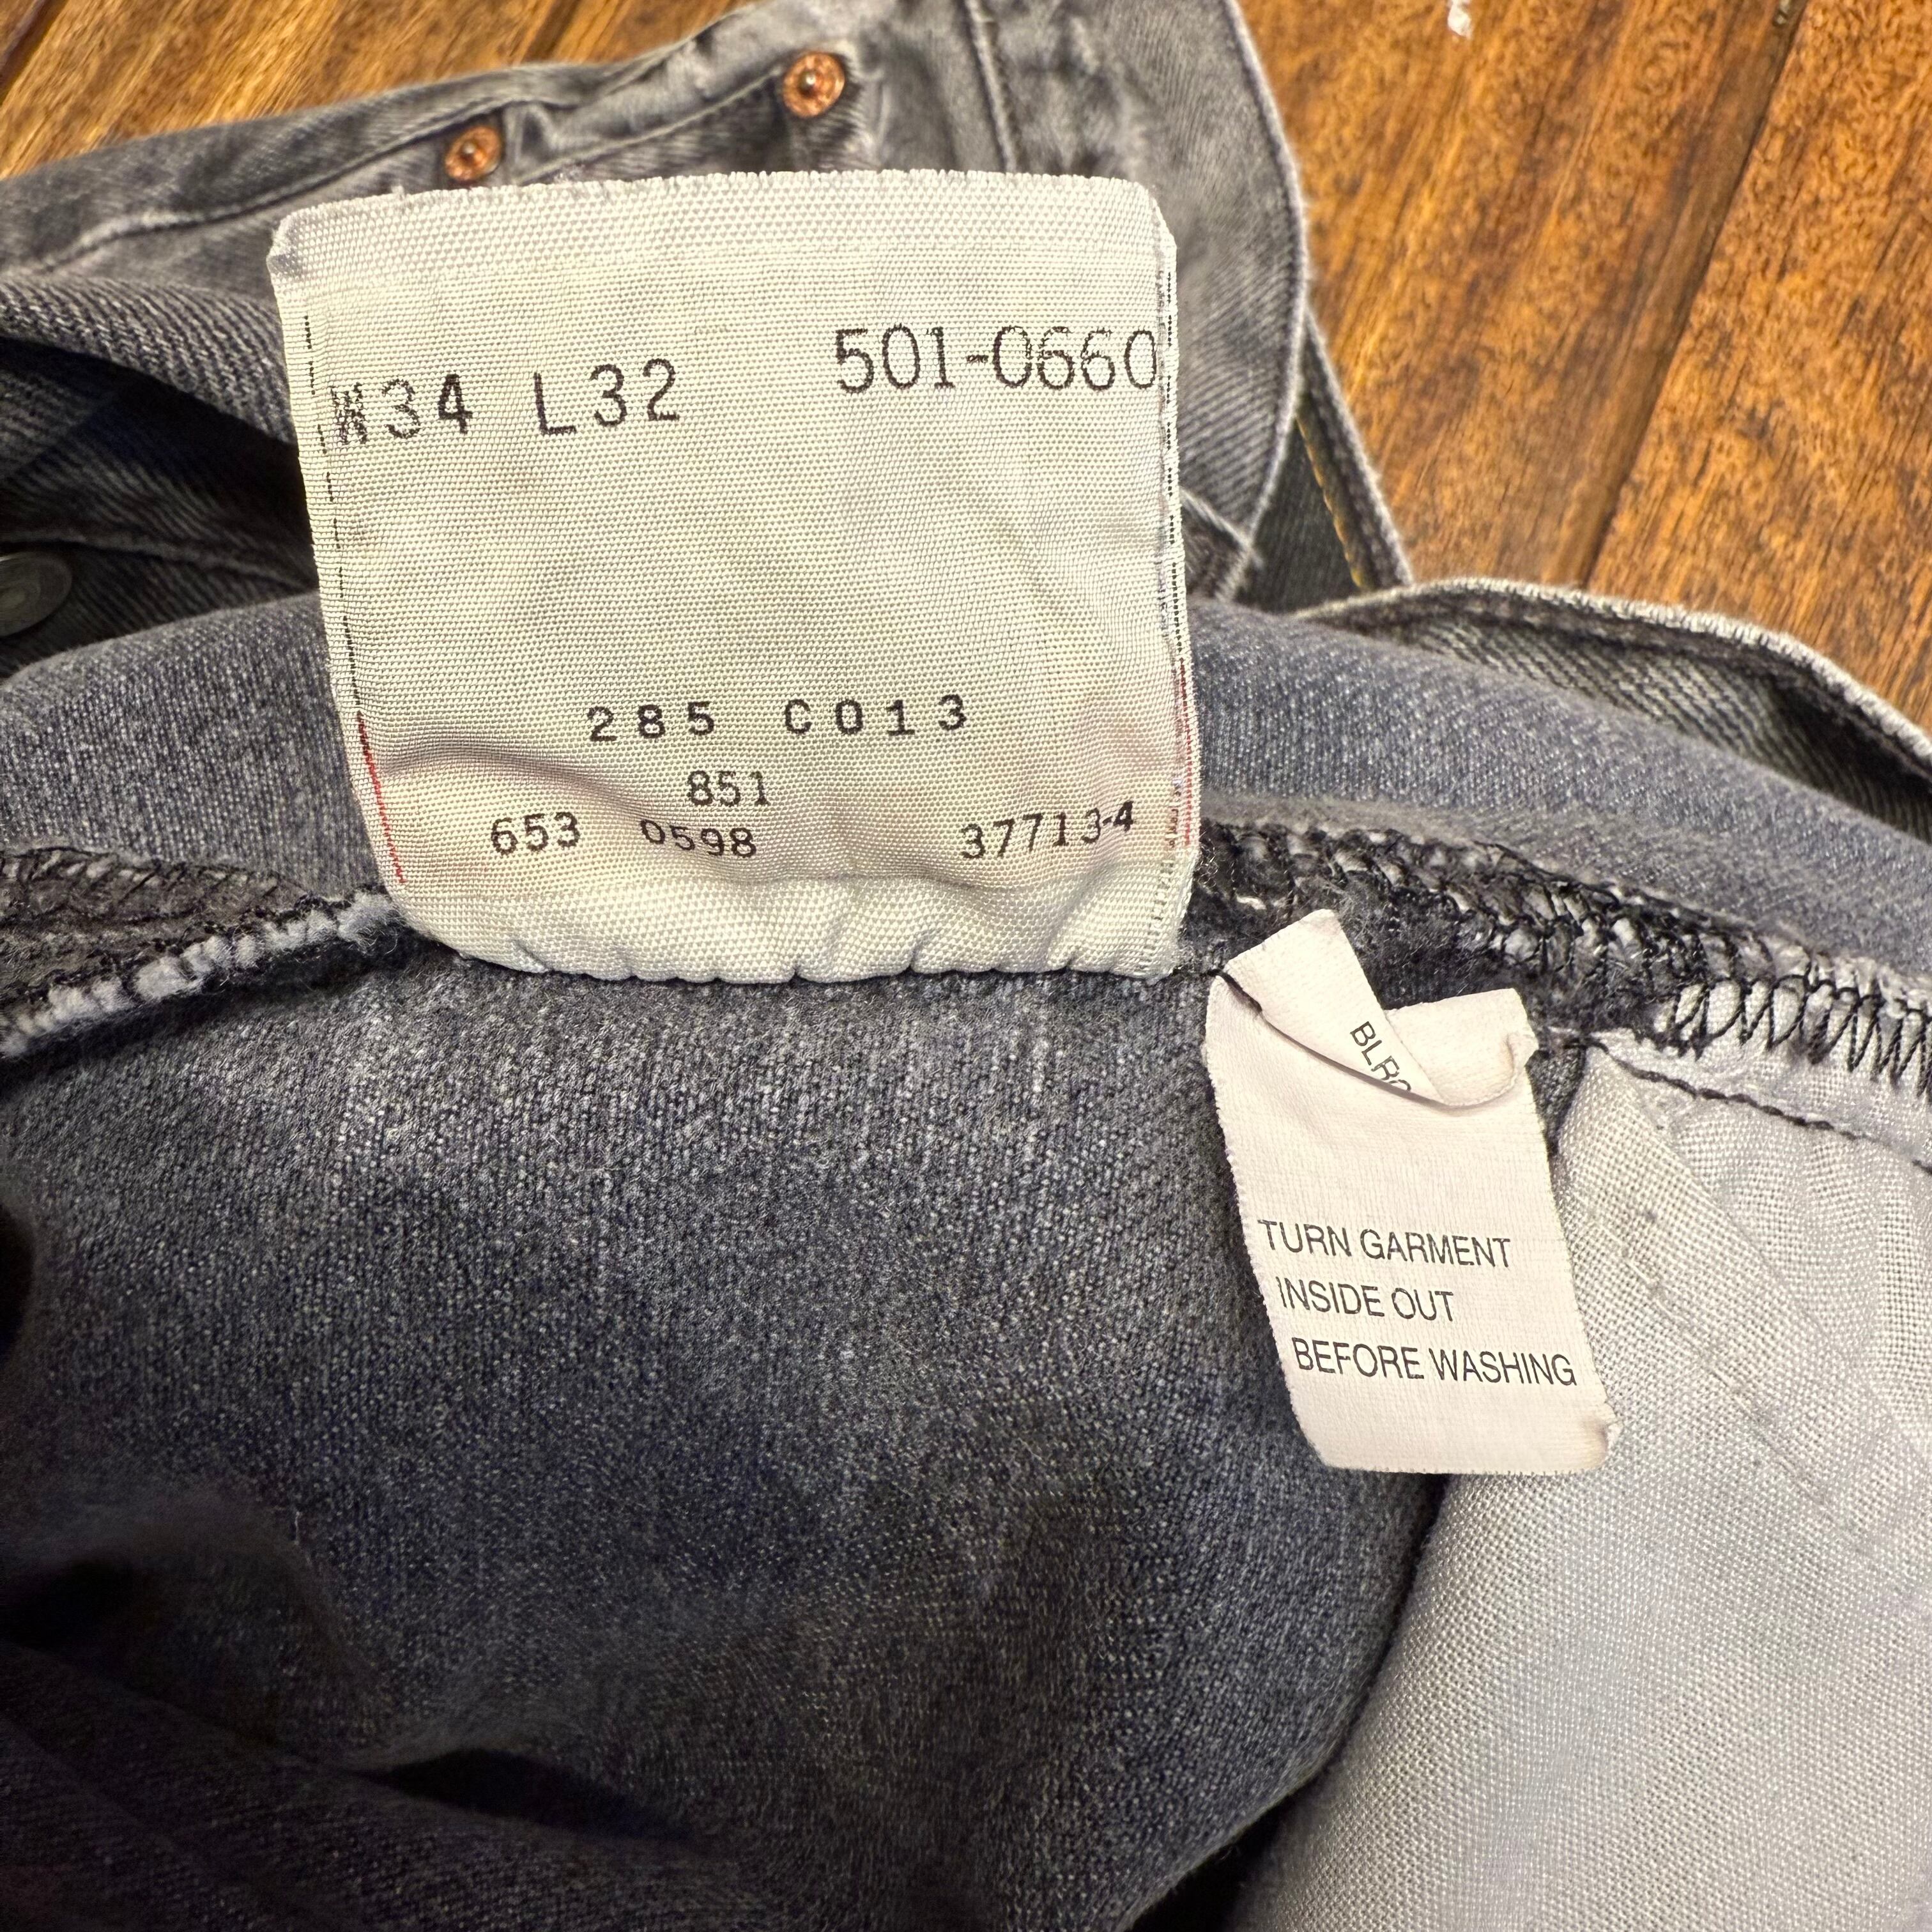 W34 L32 501-0660
285 C013
851
653 0598 37713-4
TURN GARMENT
INSIDE OUT
BEFORE WASHING